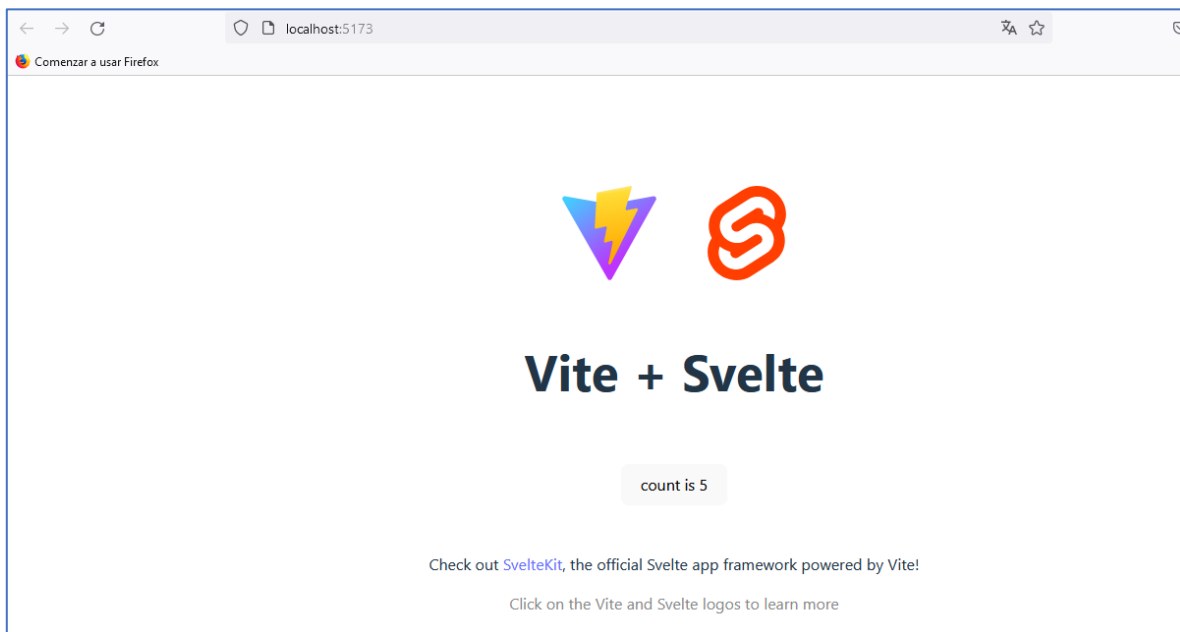 localhost:5173
Comenzar a usar Firefox
Vite + Svelte
count is 5
Check out SvelteKit, the official Svelte app framework powered by Vite!
Click on the Vite and Svelte logos to learn more